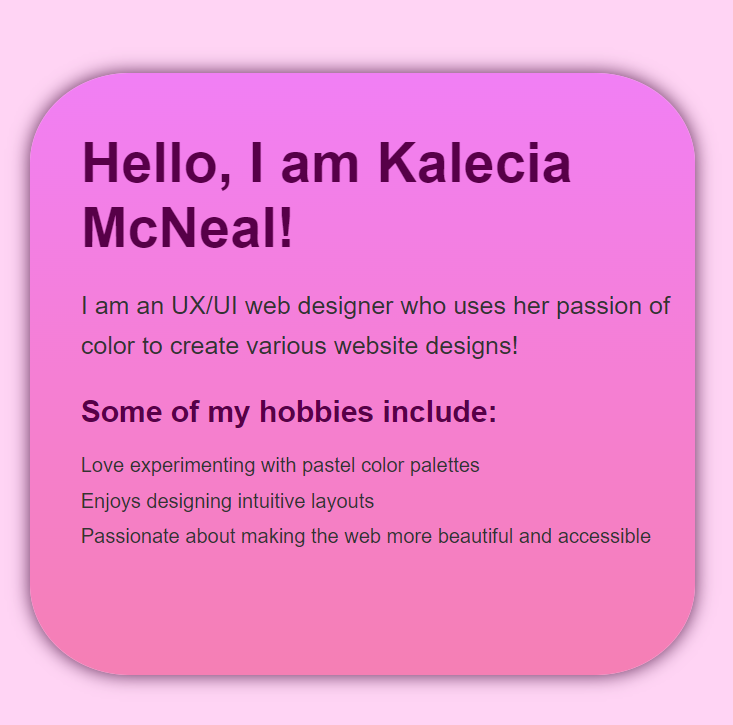 Hello, I am Kalecia
McNeal!
I am an UX/UI web designer who uses her passion of
color to create various website designs!
Some of my hobbies include:
Love experimenting with pastel color palettes
Enjoys designing intuitive layouts
Passionate about making the web more beautiful and accessible